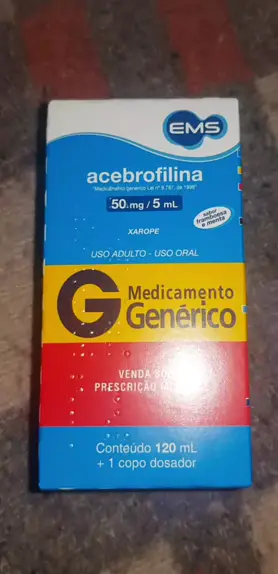 EMS
acebrofilina
"Medicamento genérico Lei nº 9.787, de 1999"
50 mg / 5 mL
sabor
framboesa
e menta
XAROPE
USO ADULTO - USO ORAL
G Medicamento
Genérico
VENDA
PRESCRIÇÃO
Conteúdo 120 mL
+ 1 copo dosador